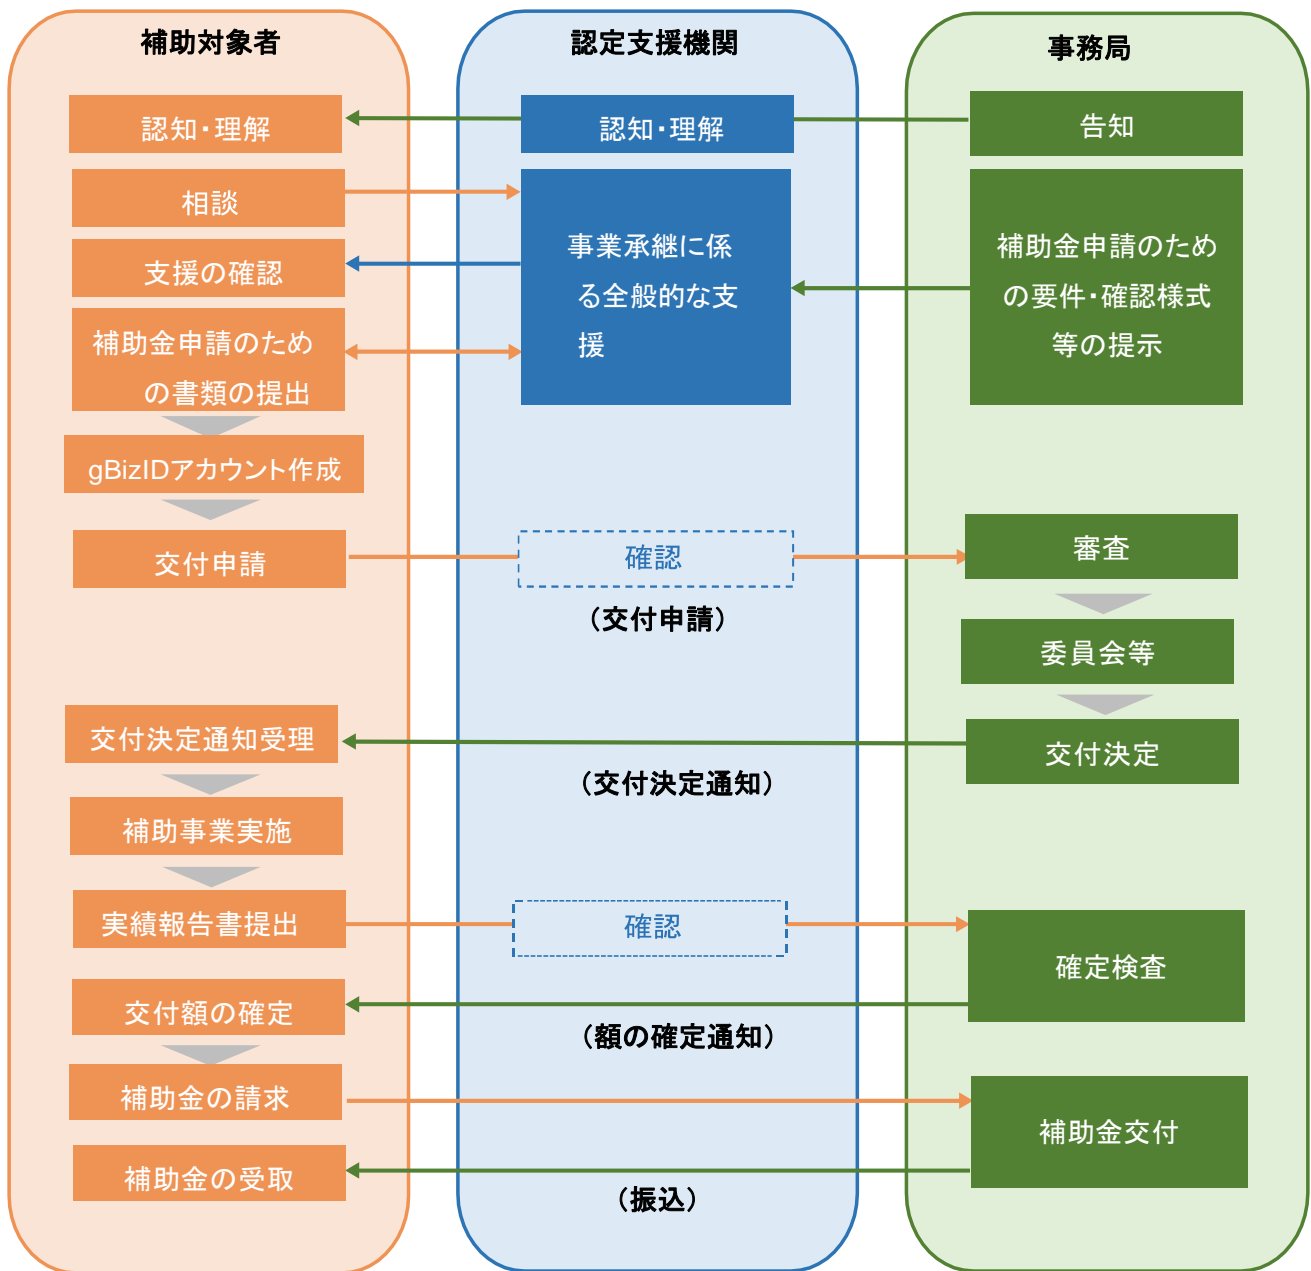 補助対象者
認定支援機関
事務局
認知・理解
認知・理解
告知
相談
支援の確認
補助金申請のため
の書類の提出
事業承継に係
る全般的な支
援
補助金申請のため
の要件・確認様式
等の提示
gBizIDアカウント作成
交付申請
確認
（交付申請）
審査
委員会等
交付決定通知受理
（交付決定通知）
交付決定
補助事業実施
実績報告書提出
確認
確定検査
交付額の確定
（額の確定通知）
補助金の請求
補助金交付
補助金の受取
（振込）